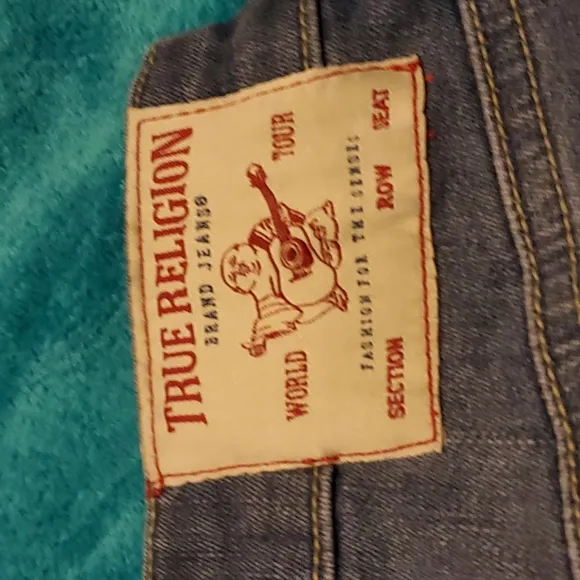 TRUE RELIGION
BRAND JEANS
WORLD TOUR
FASHION FOR THE SENSES
SECTION ROW SEAT